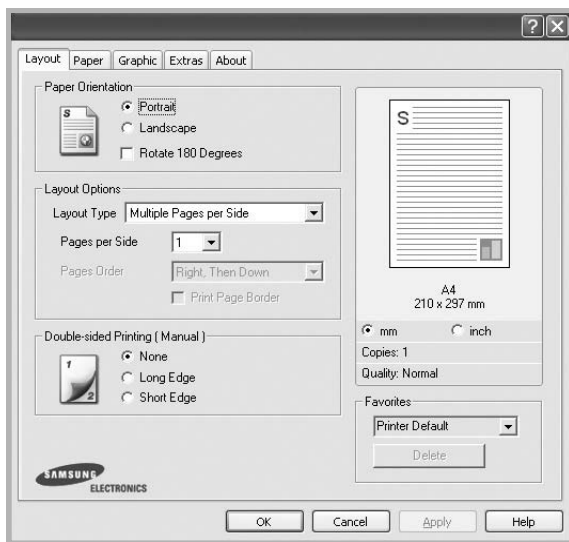 Layout Paper Graphic Extras About
Paper Orientation
S
Portrait
Landscape
Rotate 180 Degrees
Layout Options
Layout Type Multiple Pages per Side
Pages per Side 1
Pages Order Right, Then Down
Print Page Border
Double-sided Printing ( Manual )
1
2
None
Long Edge
Short Edge
SAMSUNG
ELECTRONICS
S
A4
210 x 297 mm
mm inch
Copies: 1
Quality: Normal
Favorites
Printer Default
Delete
OK Cancel Apply Help